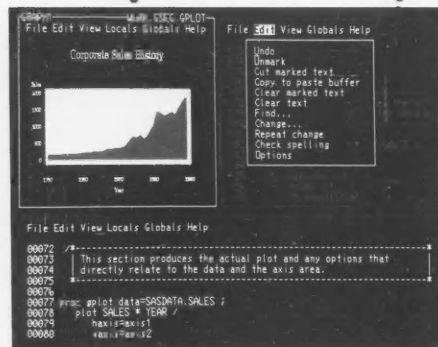 WORK.GSEG.GPLOT
File Edit View Locals Globals Help
Corporate Sales History
Year
File Edit View Globals Help
Undo
Unmark
Cut marked text
Copy to paste buffer
Clear marked text
Clear text
Find...
Change...
Repeat change
Check spelling
Options
File Edit View Locals Globals Help
00072 /*
00073 | This section produces the actual plot and any options that |
00074 | directly relate to the data and the axis area. |
00075 *
00076
00077 proc gplot data=SASDATA.SALES ;
00078 plot SALES * YEAR /
00079 haxis=axis1
00080 vaxis=axis2